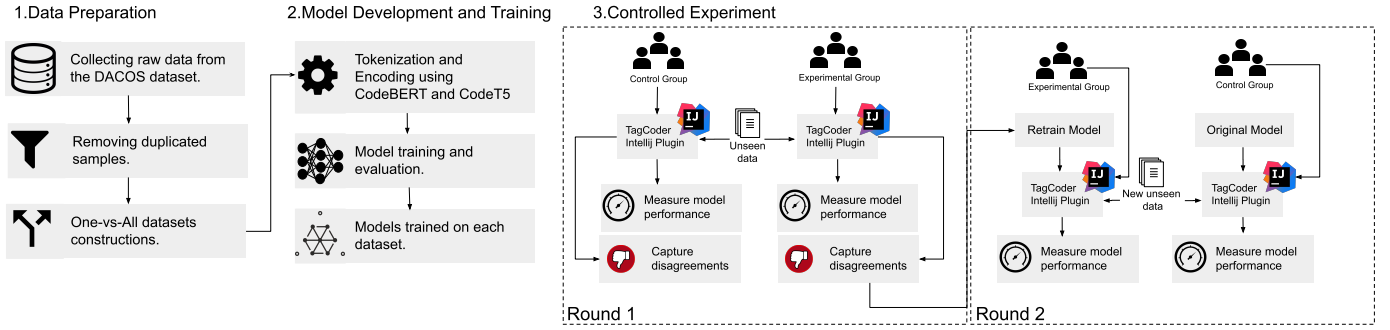 1.Data Preparation
Collecting raw data from
the DACOS dataset.
Removing duplicated
samples.
One-vs-All datasets
constructions.
2.Model Development and Training
Tokenization and
Encoding using
CodeBERT and CodeT5
Model training and
evaluation.
Models trained on each
dataset.
3.Controlled Experiment
Control Group
Experimental Group
TagCoder
Intellij Plugin
IJ
Unseen
data
TagCoder
Intellij Plugin
IJ
Measure model
performance
Measure model
performance
Capture
disagreements
Capture
disagreements
Round 1
Experimental Group
Control Group
Retrain Model
Original Model
TagCoder
Intellij Plugin
IJ
New unseen
data
TagCoder
Intellij Plugin
IJ
Measure model
performance
Measure model
performance
Round 2